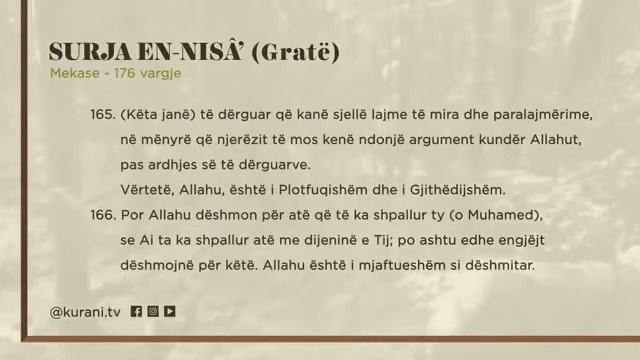 SURJA EN-NISÂ’ (Gratë)
Mekase - 176 vargje
165. (Këta janë) të dërguar që kanë sjellë lajme të mira dhe paralajmërime,
në mënyrë që njerëzit të mos kenë ndonjë argument kundër Allahut,
pas ardhjes së të dërguarve.
Vërtetë, Allahu, është i Plotfuqishëm dhe i Gjithëdijshëm.
166. Por Allahu dëshmon për atë që të ka shpallur ty (o Muhamed),
se Ai ta ka shpallur atë me dijeninë e Tij; po ashtu edhe engjëjt
dëshmojnë për këtë. Allahu është i mjaftueshëm si dëshmitar.
@kurani.tv